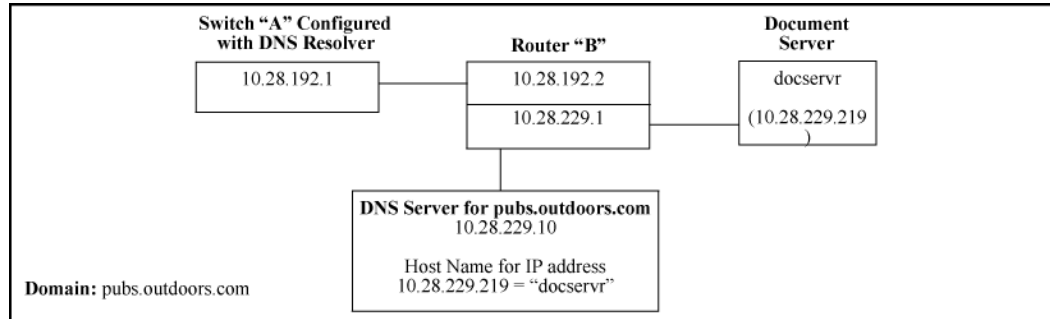 Switch “A” Configured
with DNS Resolver
10.28.192.1
Router “B”
10.28.192.2
10.28.229.1
Document
Server
docservr
(10.28.229.219
)
DNS Server for pubs.outdoors.com
10.28.229.10
Host Name for IP address
10.28.229.219 = “docservr”
Domain: pubs.outdoors.com